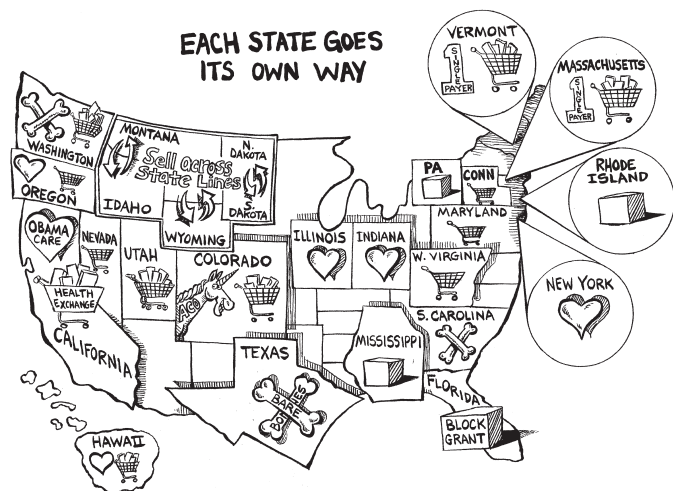 EACH STATE GOES
ITS OWN WAY
VERMONT
1
SINGLE
PAYER
MASSACHUSETTS
1
SINGLE
PAYER
RHODE
ISLAND
NEW YORK
WASHINGTON
OREGON
MONTANA
N.
DAKOTA
Sell across
State Lines
IDAHO
S.
DAKOTA
WYOMING
PA
CONN
MARYLAND
W. VIRGINIA
OBAMA
CARE
NEVADA
UTAH
COLORADO
ACO
ILLINOIS
INDIANA
HEALTH
EXCHANGE
CALIFORNIA
TEXAS
BARE
BONES
MISSISSIPPI
S. CAROLINA
FLORIDA
BLOCK
GRANT
HAWAII